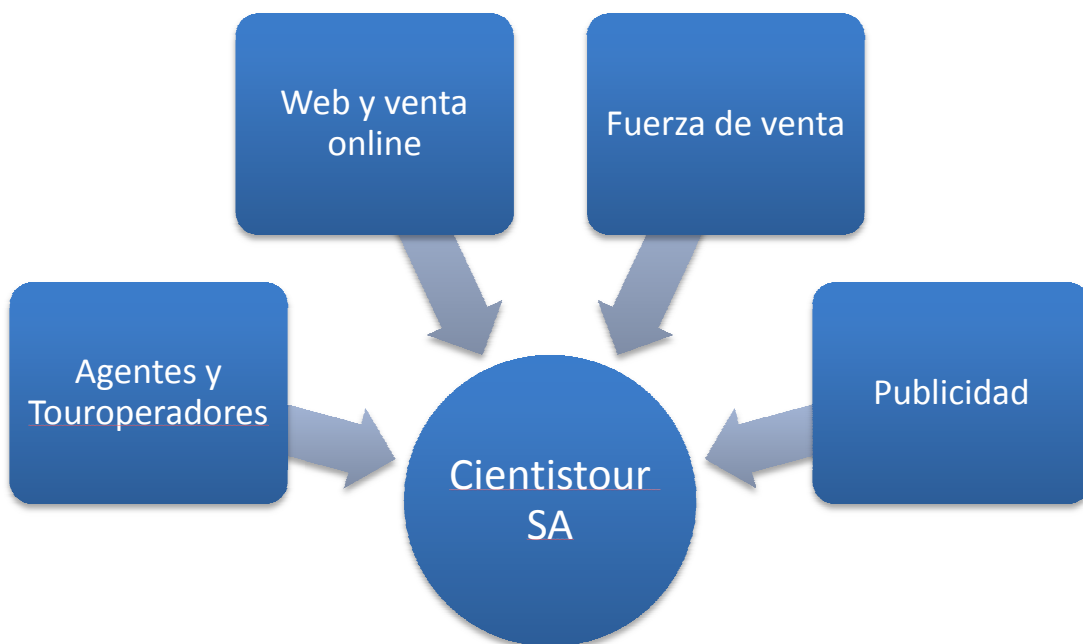 Web y venta
online
Fuerza de venta
Agentes y
Touroperadores
Publicidad
Cientistour
SA